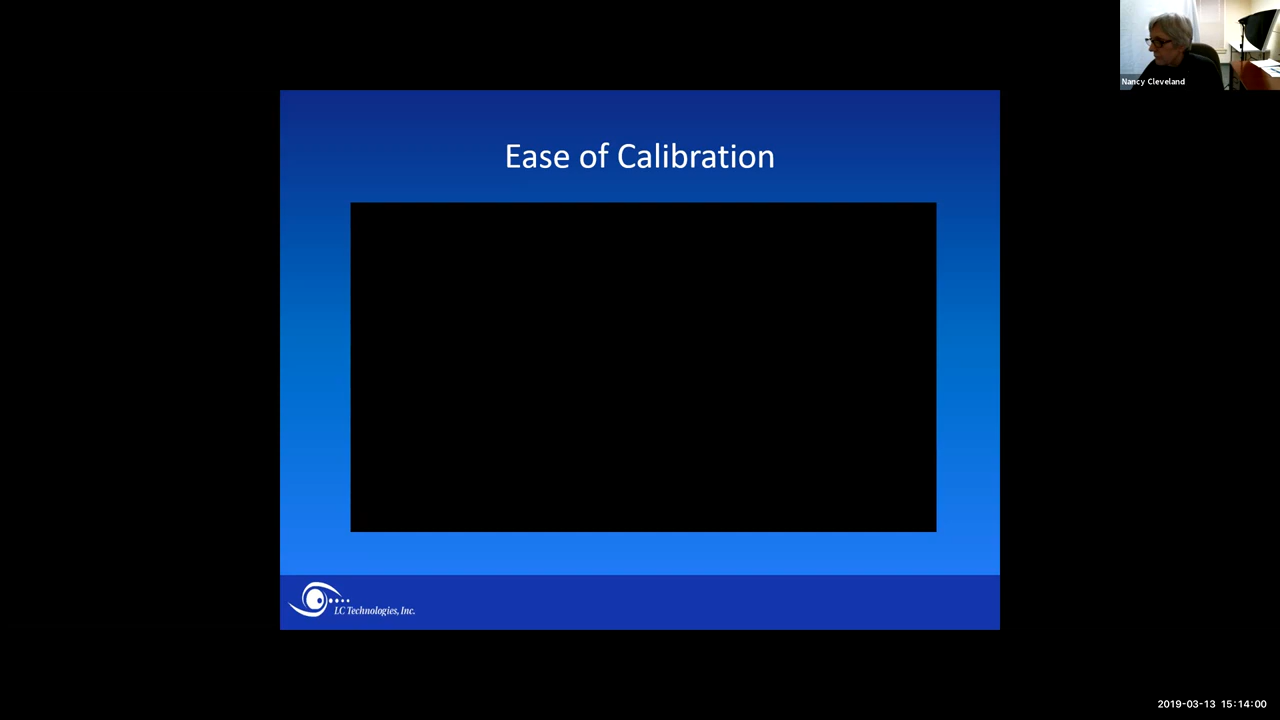 Nancy Cleveland
Ease of Calibration
LC Technologies, Inc.
2019-03-13 15:14:00